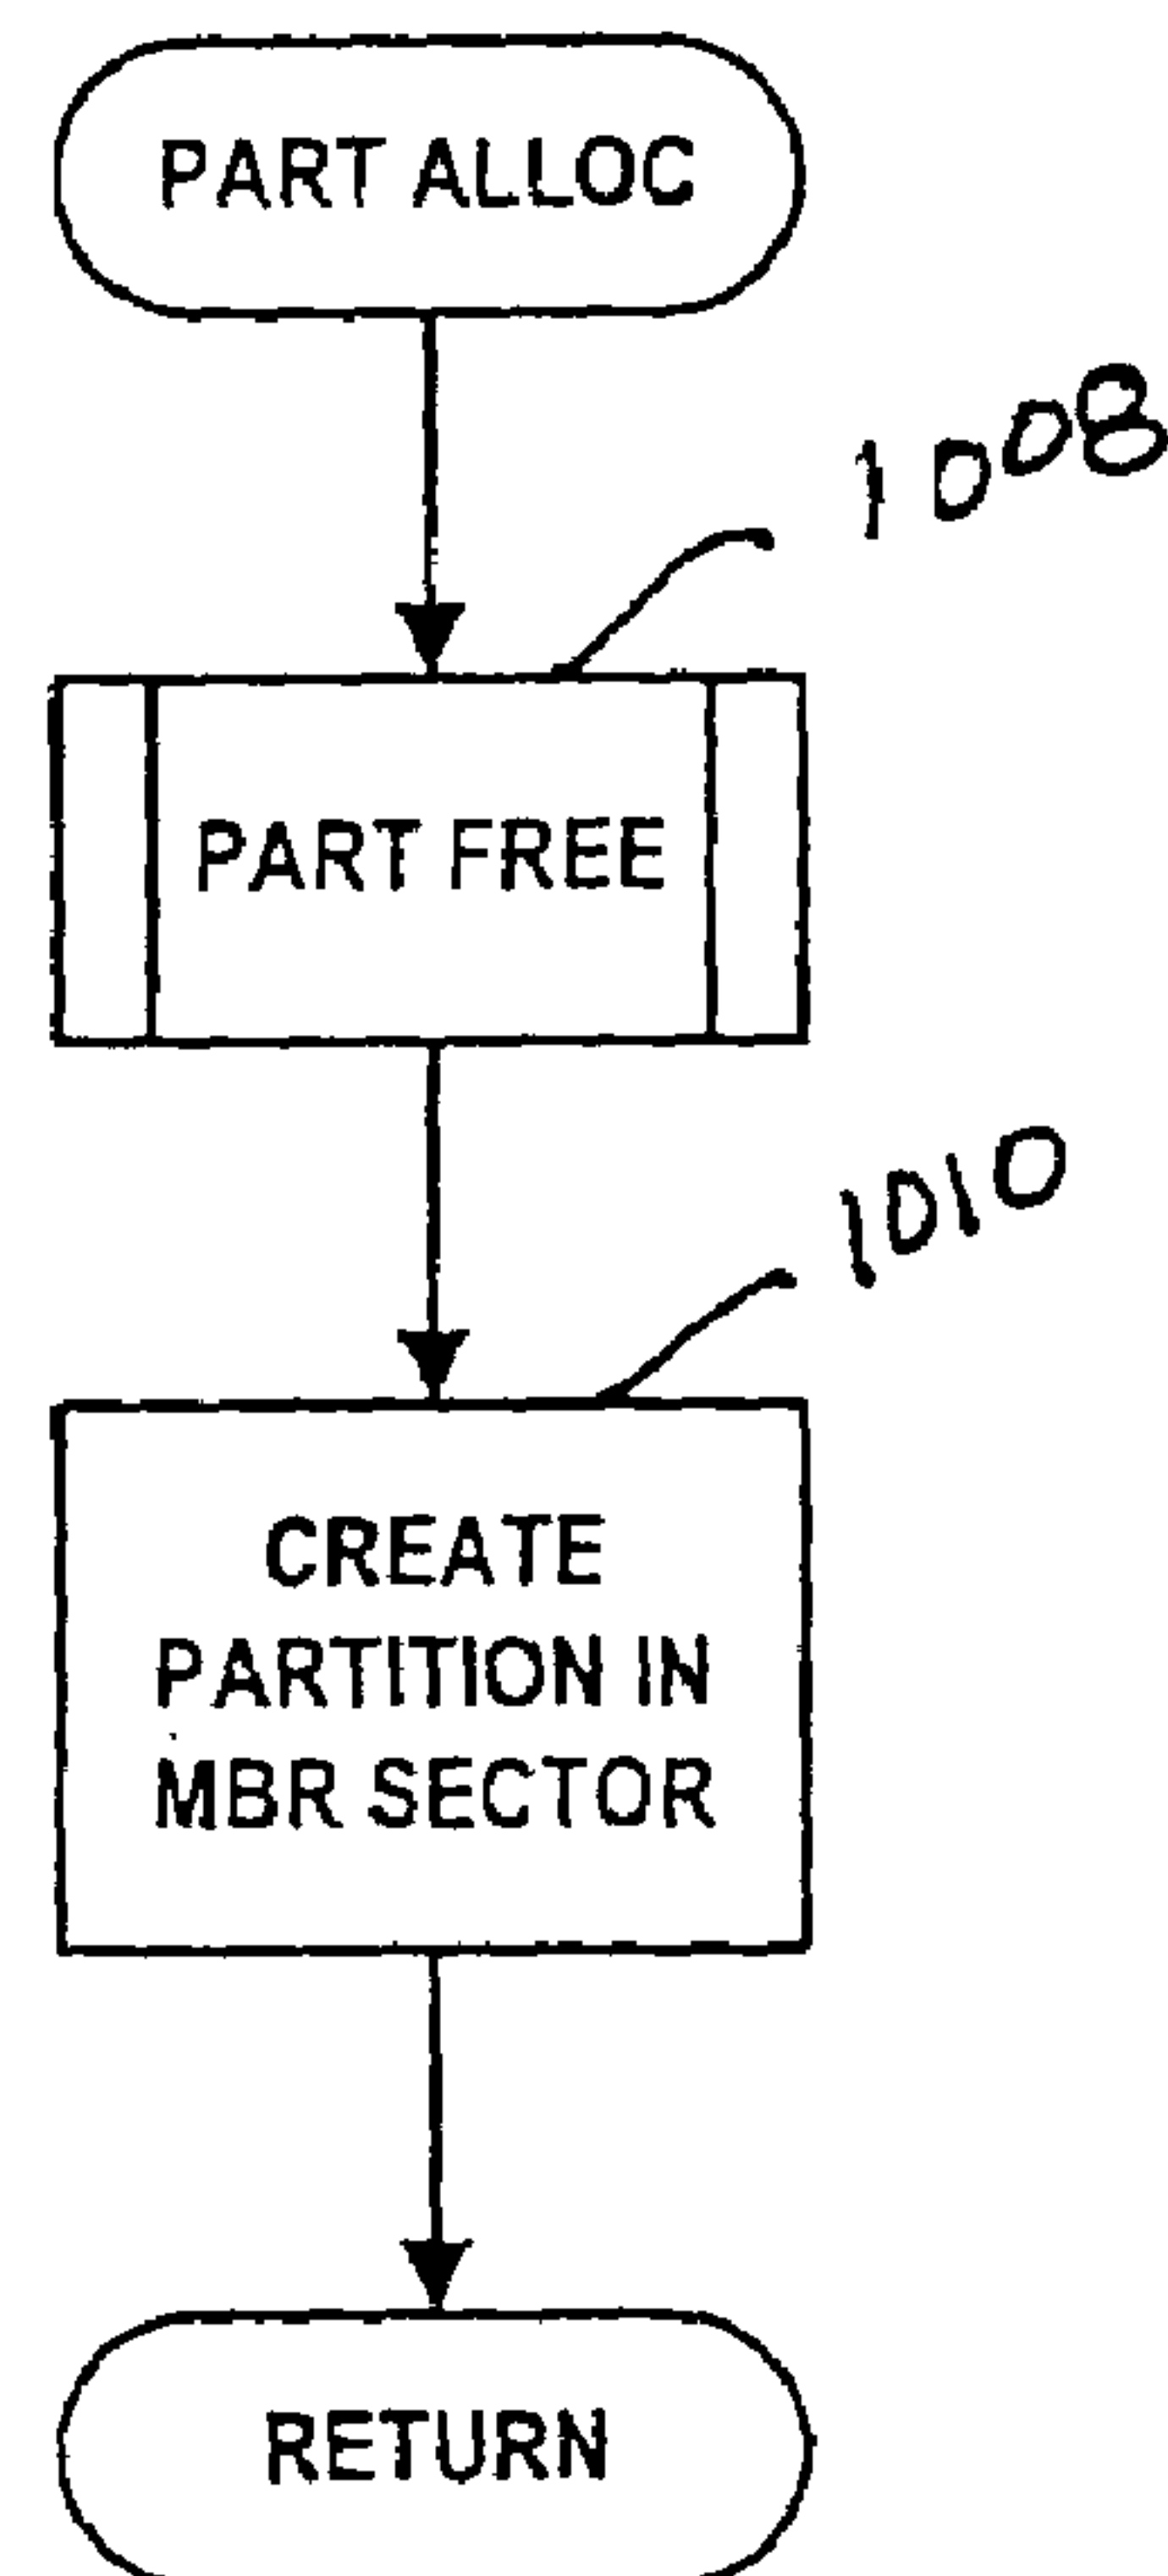 PART ALLOC
1008
PART FREE
1010
CREATE
PARTITION IN
MBR SECTOR
RETURN